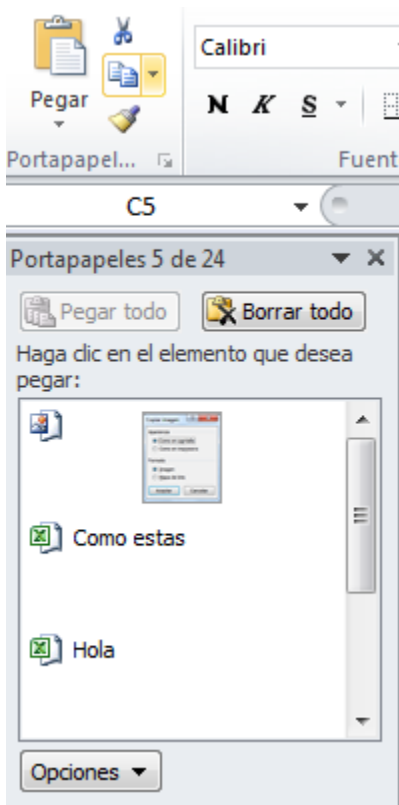 Calibri
Pegar
N K S
Portapapel... Fuent
C5
Portapapeles 5 de 24
Pegar todo Borrar todo
Haga clic en el elemento que desea
pegar:
Como estas
Hola
Opciones